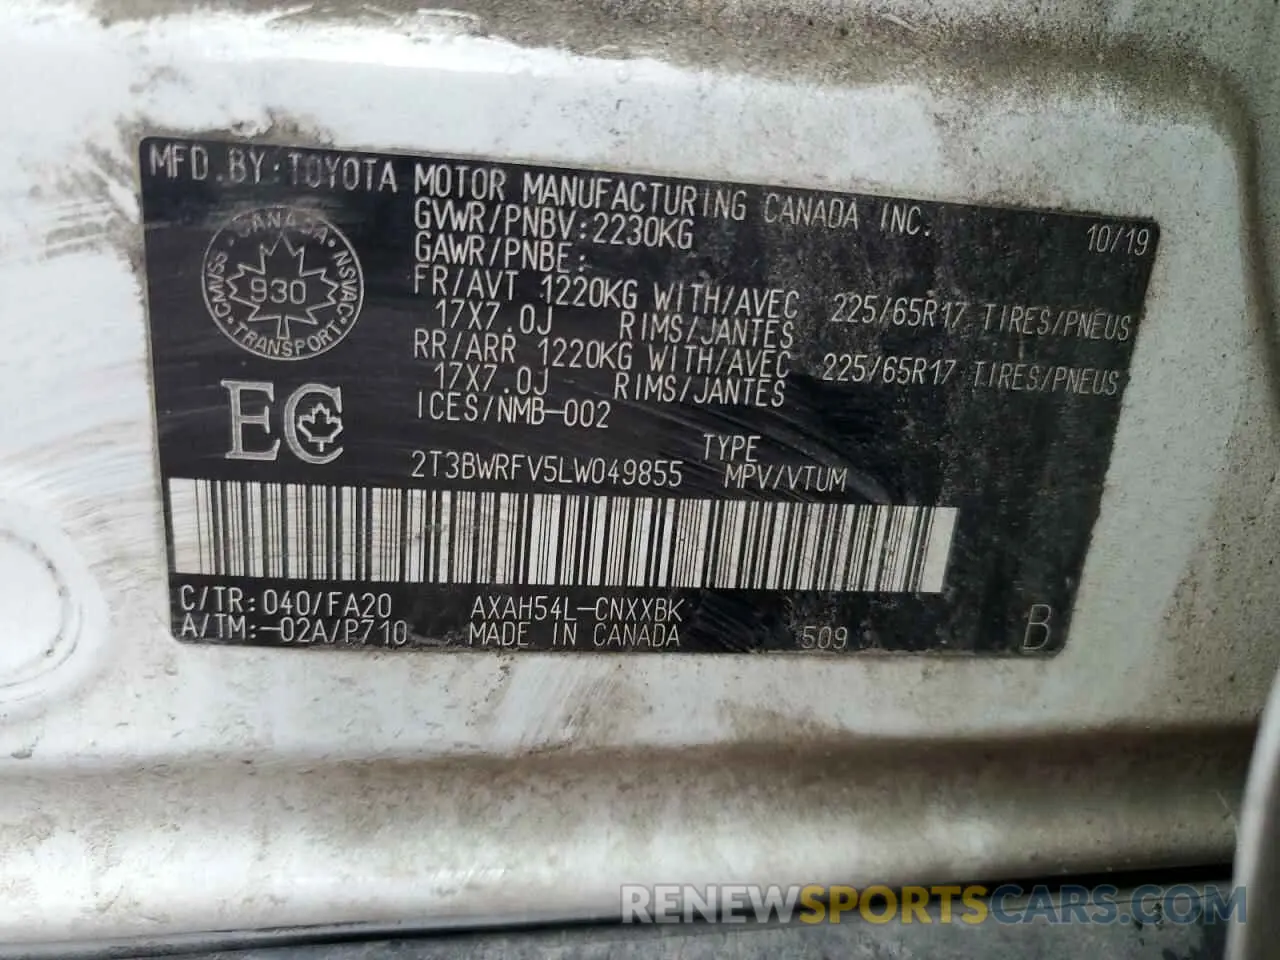 MFD.BY:TOYOTA MOTOR MANUFACTURING CANADA INC.
10/19
GVWR/PNBV:2230KG
GAWR/PNBE:
FR/AVT 1220KG WITH/AVEC 225/65R17 TIRES/PNEUS
17X7.0J RIMS/JANTES
RR/ARR 1220KG WITH/AVEC 225/65R17 TIRES/PNEUS
17X7.0J RIMS/JANTES
ICES/NMB-002
CANADA
CMVSS 930 NSVAC
TRANSPORT
EC
TYPE
2T3BWRFV5LW049855 MPV/VTUM
C/TR: 040/FA20 AXAH54L-CNXXBK
A/TM:-02A/P710 MADE IN CANADA 509 B
RENEWSPORTSCARS.COM